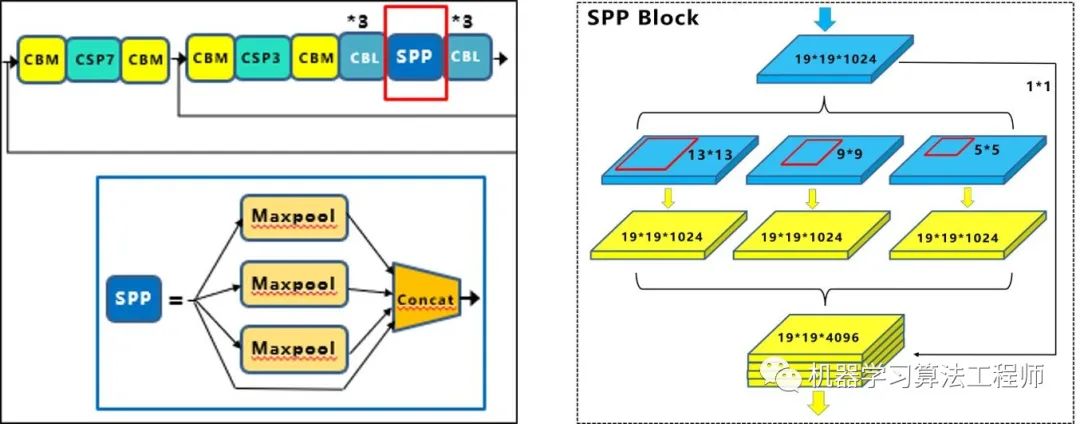 *3 *3
CBM CSP7 CBM CBM CSP3 CBM CBL SPP CBL
Maxpool
Maxpool
SPP = Concat
Maxpool
SPP Block
19*19*1024
1*1
13*13 9*9 5*5
19*19*1024 19*19*1024 19*19*1024
19*19*4096
机器学习算法工程师